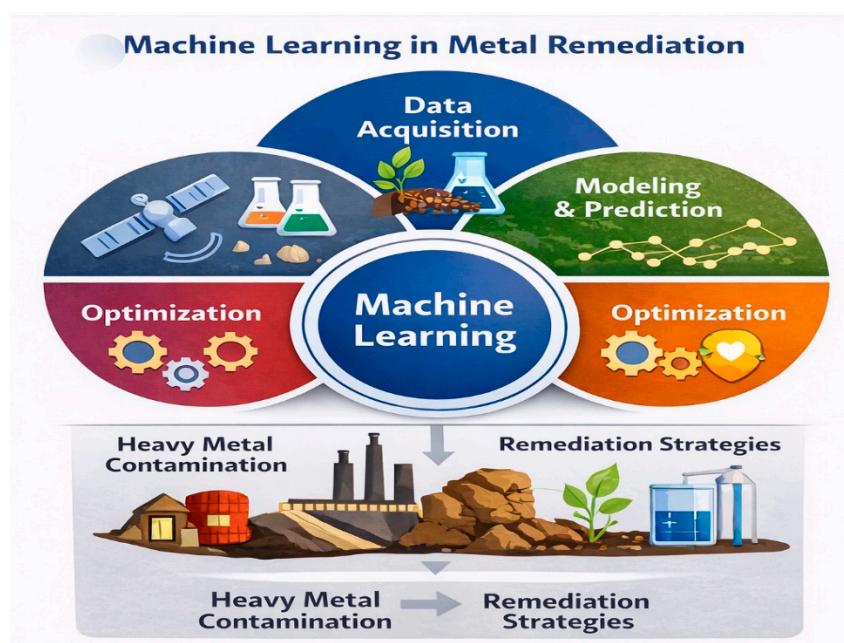 Machine Learning in Metal Remediation
Data
Acquisition
Modeling
& Prediction
Optimization
Machine
Learning
Optimization
Heavy Metal
Contamination
Remediation Strategies
Heavy Metal
Contamination
Remediation
Strategies